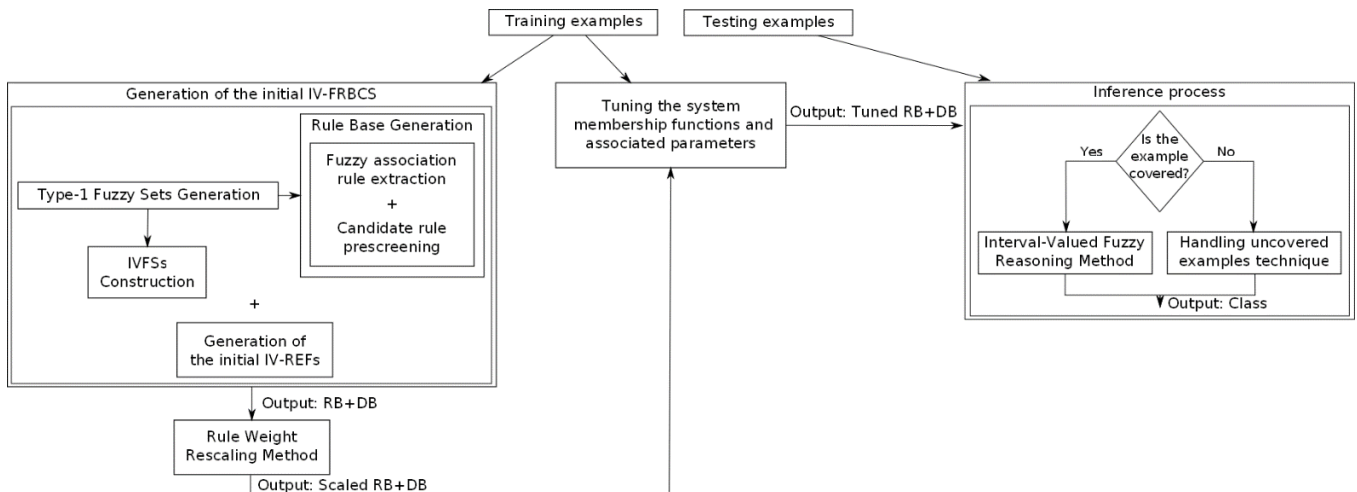 Training examples
Testing examples
Generation of the initial IV-FRBCS
Rule Base Generation
Fuzzy association
rule extraction
+
Candidate rule
prescreening
Type-1 Fuzzy Sets Generation
IVFSs
Construction
+
Generation of
the initial IV-REFs
Output: RB+DB
Rule Weight
Rescaling Method
Output: Scaled RB+DB
Tuning the system
membership functions and
associated parameters
Output: Tuned RB+DB
Inference process
Is the
example
covered?
Yes
No
Interval-Valued Fuzzy
Reasoning Method
Handling uncovered
examples technique
Output: Class